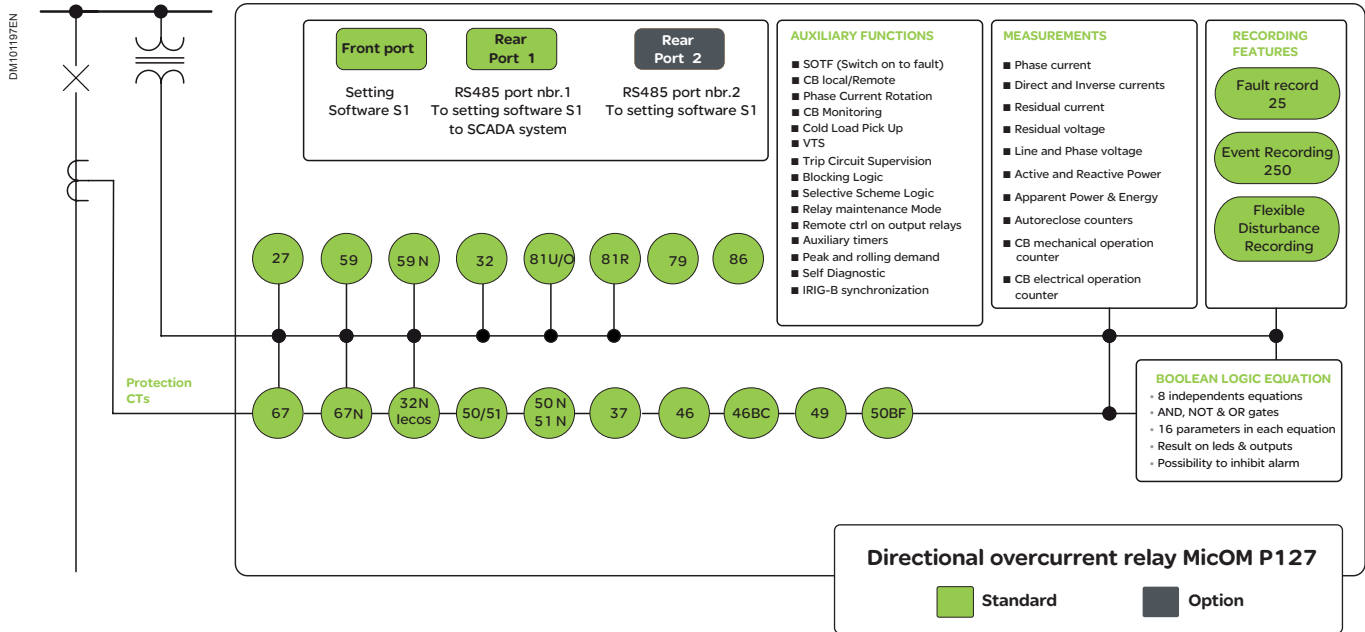 DM101197EN
Front port
Rear
Port 1
Rear
Port 2
Setting
Software S1
RS485 port nbr.1
To setting software S1
to SCADA system
RS485 port nbr.2
To setting software S1
AUXILIARY FUNCTIONS
■ SOTF (Switch on to fault)
■ CB local/Remote
■ Phase Current Rotation
■ CB Monitoring
■ Cold Load Pick Up
■ VTS
■ Trip Circuit Supervision
■ Blocking Logic
■ Selective Scheme Logic
■ Relay maintenance Mode
■ Remote ctrl on output relays
■ Auxiliary timers
■ Peak and rolling demand
■ Self Diagnostic
■ IRIG-B synchronization
MEASUREMENTS
■ Phase current
■ Direct and Inverse currents
■ Residual current
■ Residual voltage
■ Line and Phase voltage
■ Active and Reactive Power
■ Apparent Power & Energy
■ Autoreclose counters
■ CB mechanical operation
counter
■ CB electrical operation
counter
RECORDING
FEATURES
Fault record
25
Event Recording
250
Flexible
Disturbance
Recording
27
59
59 N
32
81U/O
81R
79
86
Protection
CTs
67
67N
32N
Iecos
50/51
50 N
51 N
37
46
46BC
49
50BF
BOOLEAN LOGIC EQUATION
• 8 independents equations
• AND, NOT & OR gates
• 16 parameters in each equation
• Result on leds & outputs
• Possibility to inhibit alarm
Directional overcurrent relay MicOM P127
Standard
Option